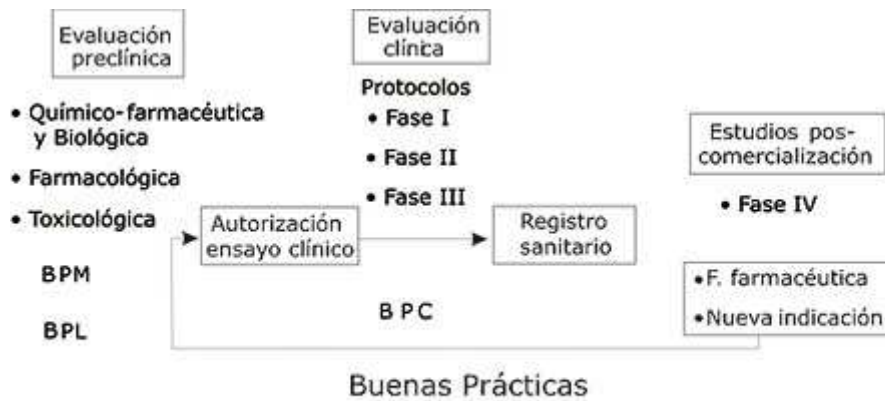 Evaluación
preclínica
• Químico-farmacéutica
y Biológica
• Farmacológica
• Toxicológica
BPM
BPL
Autorización
ensayo clínico
Evaluación
clínica
Protocolos
• Fase I
• Fase II
• Fase III
BPC
Registro
sanitario
Estudios pos-
comercialización
• Fase IV
•F. farmacéutica
•Nueva indicación
Buenas Prácticas